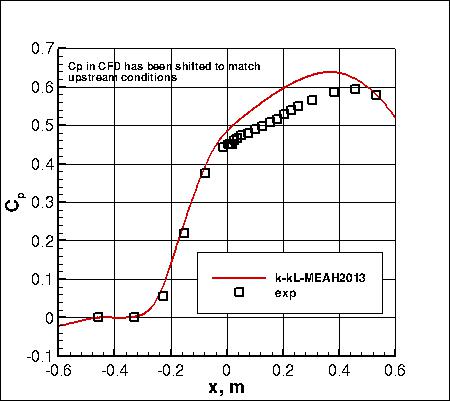 0.7
Cp in CFD has been shifted to match
upstream conditions
0.6
0.5
0.4
Cp
0.3
0.2
k-kL-MEAH2013
0.1
exp
0
-0.1
-0.6 -0.4 -0.2 0 0.2 0.4 0.6
x, m